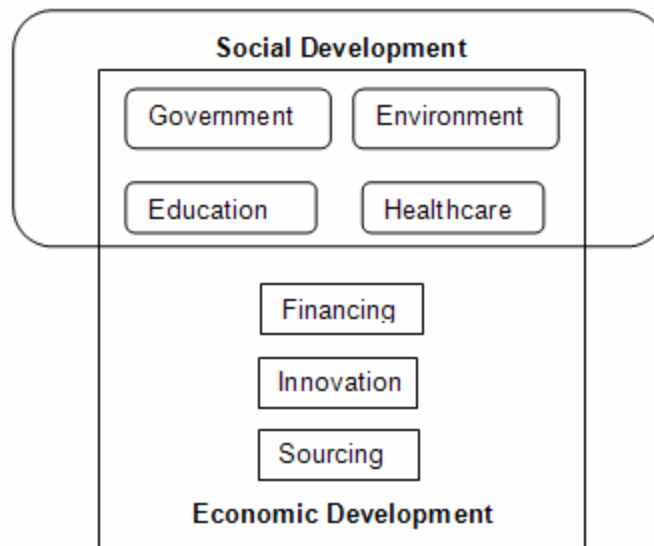 Social Development
Government Environment
Education Healthcare
Financing
Innovation
Sourcing
Economic Development